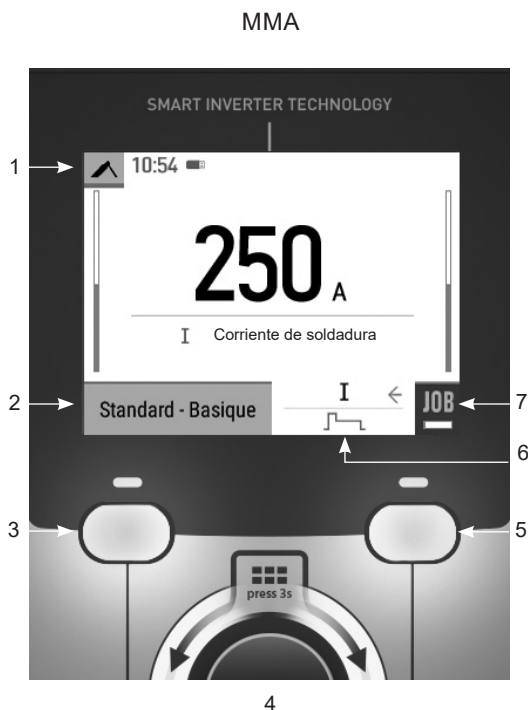 MMA
SMART INVERTER TECHNOLOGY
1
10:54
250 A
I Corriente de soldadura
2
Standard - Basique
I
JOB
7
6
3
5
press 3s
4